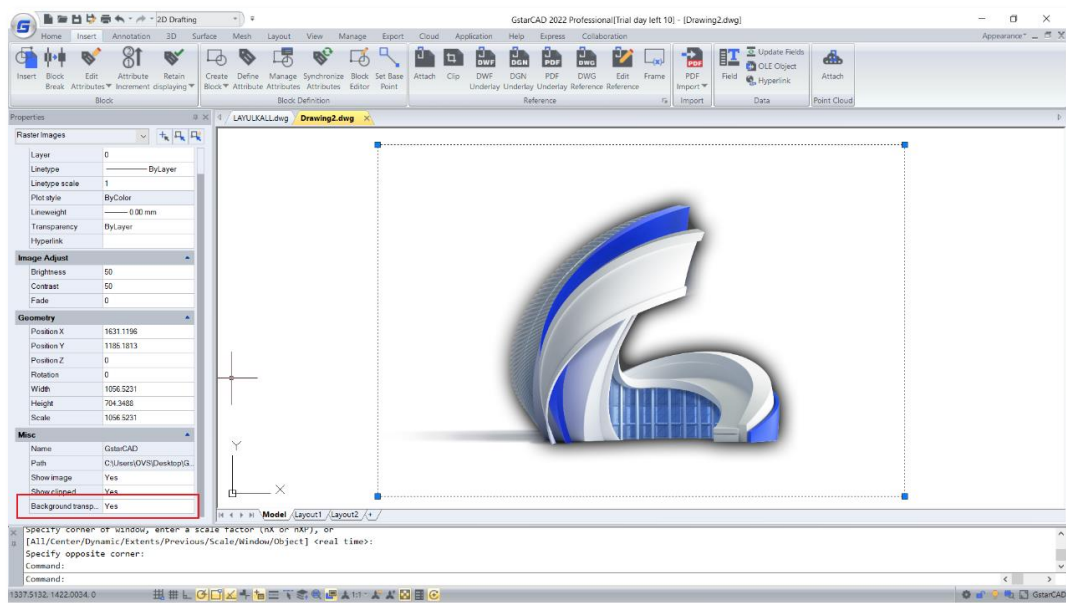 2D Drafting
GstarCAD 2022 Professional[Trial day left 10] - [Drawing2.dwg]
Home Insert Annotation 3D Surface Mesh Layout View Manage Export Cloud Application Help Express Collaboration
Appearance
Insert
Block Break
Edit Attributes
Attribute Increment
Retain displaying
Block
Create Block
Define Attribute
Manage Attributes
Synchronize Attributes
Block Editor
Set Base Point
Block Definition
Attach
Clip
DWF Underlay
DGN Underlay
PDF Underlay
DWG Reference
Edit Reference
Frame
Reference
PDF Import
Import
Field
Update Fields
OLE Object
Hyperlink
Data
Attach
Point Cloud
Properties
LAYULKALL.dwg Drawing2.dwg
Raster Images
Layer 0
Linetype ByLayer
Linetype scale 1
Plot style ByColor
Lineweight 0.00 mm
Transparency ByLayer
Hyperlink
Image Adjust
Brightness 50
Contrast 50
Fade 0
Geometry
Position X 1631.1196
Position Y 1185.1813
Position Z 0
Rotation 0
Width 1056.5231
Height 704.3488
Scale 1056.5231
Misc
Name GstarCAD
Path C:\Users\OVS\Desktop\G...
Show image Yes
Show clipped Yes
Background transp... Yes
Y
X
Model Layout1 Layout2 +
Specify corner of window, enter a scale factor (nX or nXP), or
[All/Center/Dynamic/Extents/Previous/Scale/Window/Object] <real time>:
Specify opposite corner:
Command:
Command:
1337.5132, 1422.0034, 0
1:1
GstarCAD